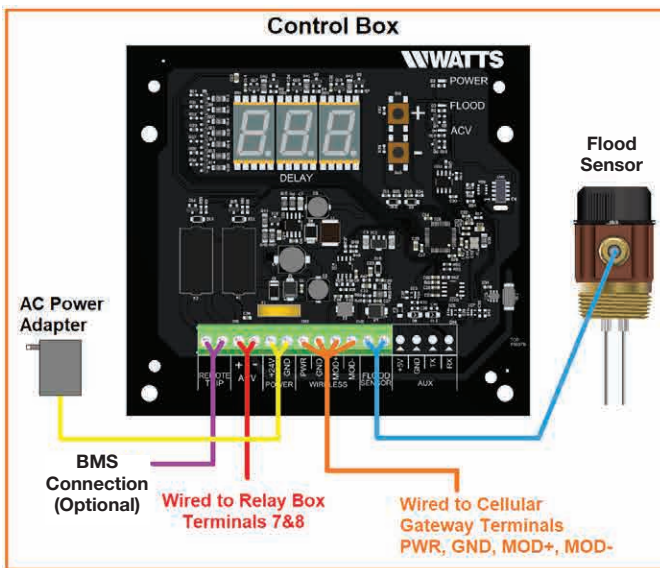 Control Box
WATTS
POWER
FLOOD
ACV
+
-
DELAY
Flood
Sensor
AC Power
Adapter
REMOTE
TRIP
+ -
ACV
+24V
GND
POWER
PWR
GND
MOD+
MOD-
WIRELESS
FLOOD
SENSOR
+5V
GND
TX
RX
AUX
BMS
Connection
(Optional)
Wired to Relay Box
Terminals 7&8
Wired to Cellular
Gateway Terminals
PWR, GND, MOD+, MOD-